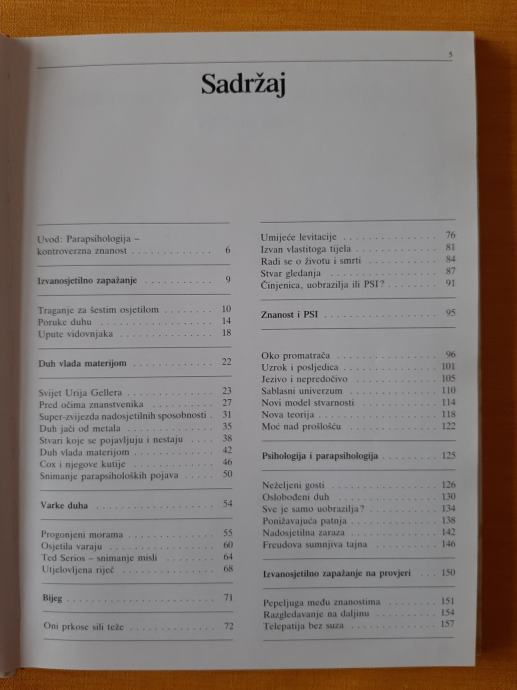 5
Sadržaj
Uvod: Parapsihologija –
kontroverzna znanost . . . . . . . . . . . . 6
Izvanosjetilno zapažanje . . . . . . . . . . . 9
Traganje za šestim osjetilom . . . . . . . . 10
Poruke duhu . . . . . . . . . . . . . . . . . 14
Upute vidovnjaka . . . . . . . . . . . . . . 18
Duh vlada materijom . . . . . . . . . . . . 22
Svijet Urija Gellera . . . . . . . . . . . . . 23
Pred očima znanstvenika . . . . . . . . . . 27
Super-zvijezda nadosjetilnih sposobnosti . 31
Duh jači od metala . . . . . . . . . . . . . 35
Stvari koje se pojavljuju i nestaju . . . . . 38
Duh vlada materijom . . . . . . . . . . . . 42
Cox i njegove kutije . . . . . . . . . . . . . 46
Snimanje parapsiholoških pojava . . . . . . 50
Varke duha . . . . . . . . . . . . . . . . . 54
Progonjeni morama . . . . . . . . . . . . . 55
Osjetila varaju . . . . . . . . . . . . . . . . 60
Ted Serios – snimanje misli . . . . . . . . . 64
Utjelovljena riječ . . . . . . . . . . . . . . 68
Bijeg . . . . . . . . . . . . . . . . . . . . . 71
Oni prkose sili teže . . . . . . . . . . . . . 72
Umijeće levitacije . . . . . . . . . . . . . . 76
Izvan vlastitoga tijela . . . . . . . . . . . . 81
Radi se o životu i smrti . . . . . . . . . . . 84
Stvar gledanja . . . . . . . . . . . . . . . . 87
Činjenica, uobrazilja ili PSI? . . . . . . . . 91
Znanost i PSI . . . . . . . . . . . . . . . . 95
Oko promatrača . . . . . . . . . . . . . . . 96
Uzrok i posljedica . . . . . . . . . . . . . . 101
Jezivo i nepredočivo . . . . . . . . . . . . . 105
Sablasni univerzum . . . . . . . . . . . . . 110
Novi model stvarnosti . . . . . . . . . . . . 114
Nova teorija . . . . . . . . . . . . . . . . . 118
Moć nad prošlošću . . . . . . . . . . . . . 122
Psihologija i parapsihologija . . . . . . . . . 125
Neželjeni gosti . . . . . . . . . . . . . . . . 126
Oslobođeni duh . . . . . . . . . . . . . . . 130
Sve je samo uobrazilja? . . . . . . . . . . . 134
Ponižavajuća patnja . . . . . . . . . . . . . 138
Nadosjetilna zaraza . . . . . . . . . . . . . 142
Freudova sumnjiva tajna . . . . . . . . . . 146
Izvanosjetilno zapažanje na provjeri . . . 150
Pepeljuga među znanostima . . . . . . . . 151
Razgledavanje na daljinu . . . . . . . . . . 154
Telepatija bez suza . . . . . . . . . . . . . 157